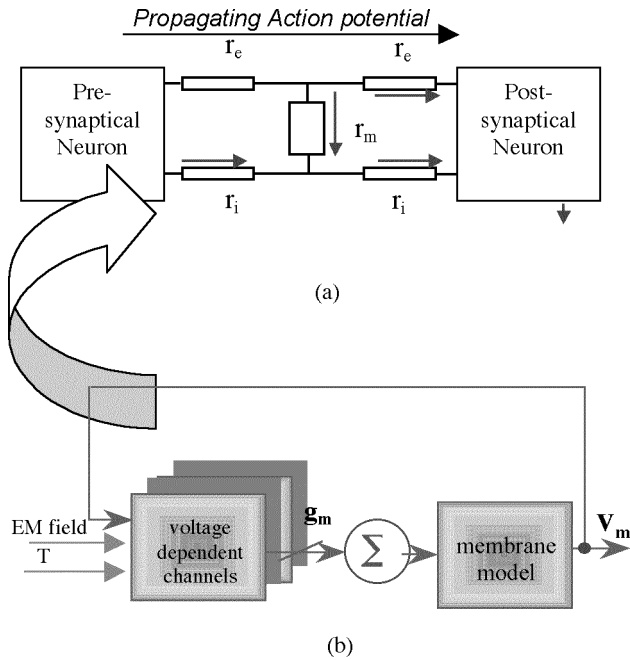 Propagating Action potential
re re
Pre-
synaptical
Neuron
rm
Post-
synaptical
Neuron
ri ri
(a)
EM field
T
voltage
dependent
channels
gm
Σ
membrane
model
Vm
(b)